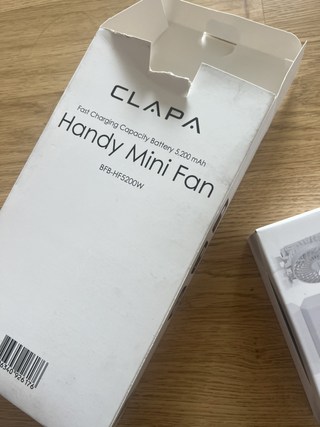 CLAPA
Fast Charging Capacity Battery 5,200 mAh
Handy Mini Fan
BFB-HF5200W